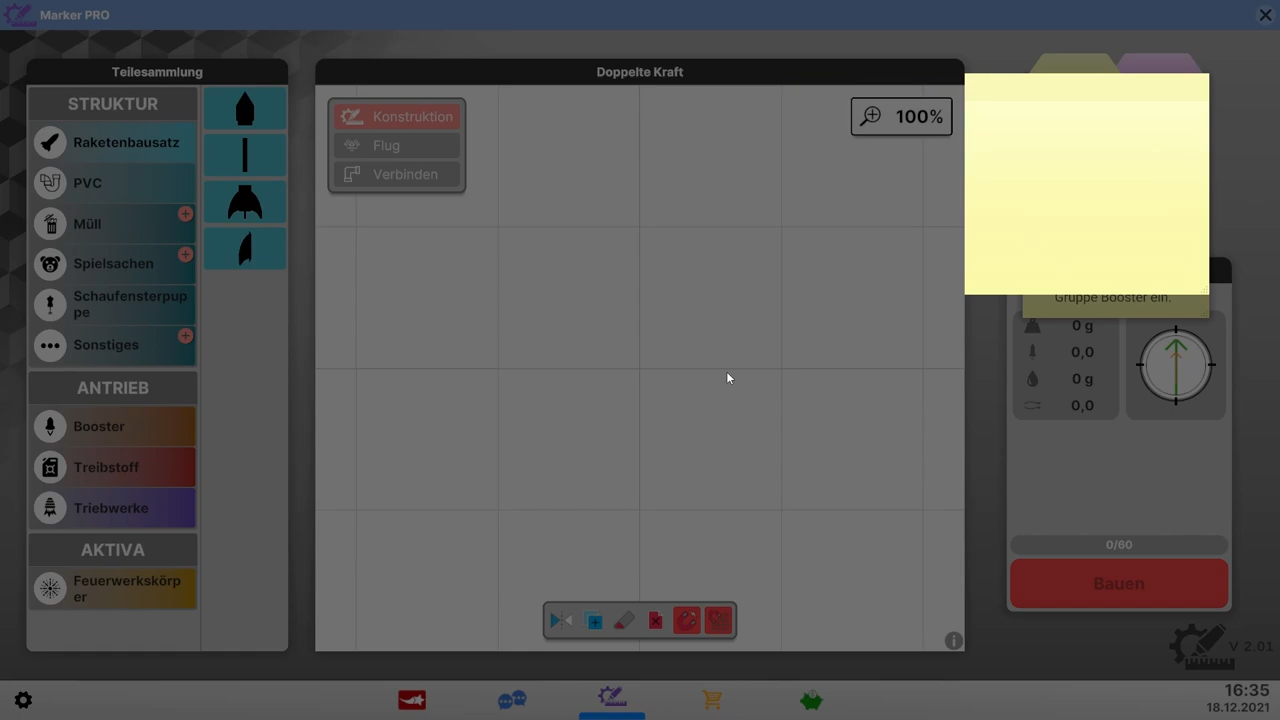 Marker PRO
Teilesammlung
STRUKTUR
Raketenbausatz
PVC
Müll
Spielsachen
Schaufensterpup
pe
Sonstiges
ANTRIEB
Booster
Treibstoff
Triebwerke
AKTIVA
Feuerwerkskörp
er
Doppelte Kraft
Konstruktion
Flug
Verbinden
100%
Gruppe Booster ein.
0 g
0,0
0 g
0,0
0/60
Bauen
V 2.01
16:35
18.12.2021